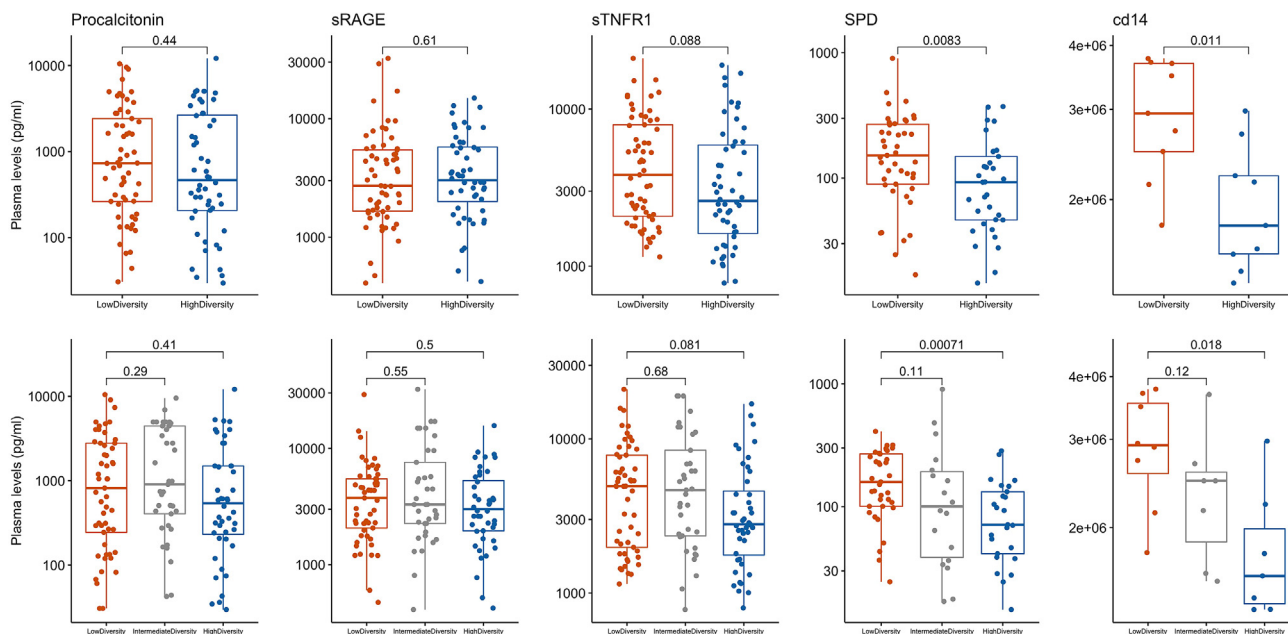 Procalcitonin
0.44
10000
1000
100
Plasma levels (pg/ml)
LowDiversity HighDiversity
sRAGE
0.61
30000
10000
3000
1000
LowDiversity HighDiversity
sTNFR1
0.088
10000
3000
1000
LowDiversity HighDiversity
SPD
0.0083
1000
300
100
30
LowDiversity HighDiversity
cd14
0.011
4e+06
3e+06
2e+06
LowDiversity HighDiversity
0.41
0.29
10000
1000
100
Plasma levels (pg/ml)
LowDiversity IntermediateDiversity HighDiversity
0.5
0.55
30000
10000
3000
1000
LowDiversity IntermediateDiversity HighDiversity
0.081
0.68
30000
10000
3000
1000
LowDiversity IntermediateDiversity HighDiversity
0.00071
0.11
1000
300
100
30
LowDiversity IntermediateDiversity HighDiversity
0.018
0.12
4e+06
3e+06
2e+06
LowDiversity IntermediateDiversity HighDiversity